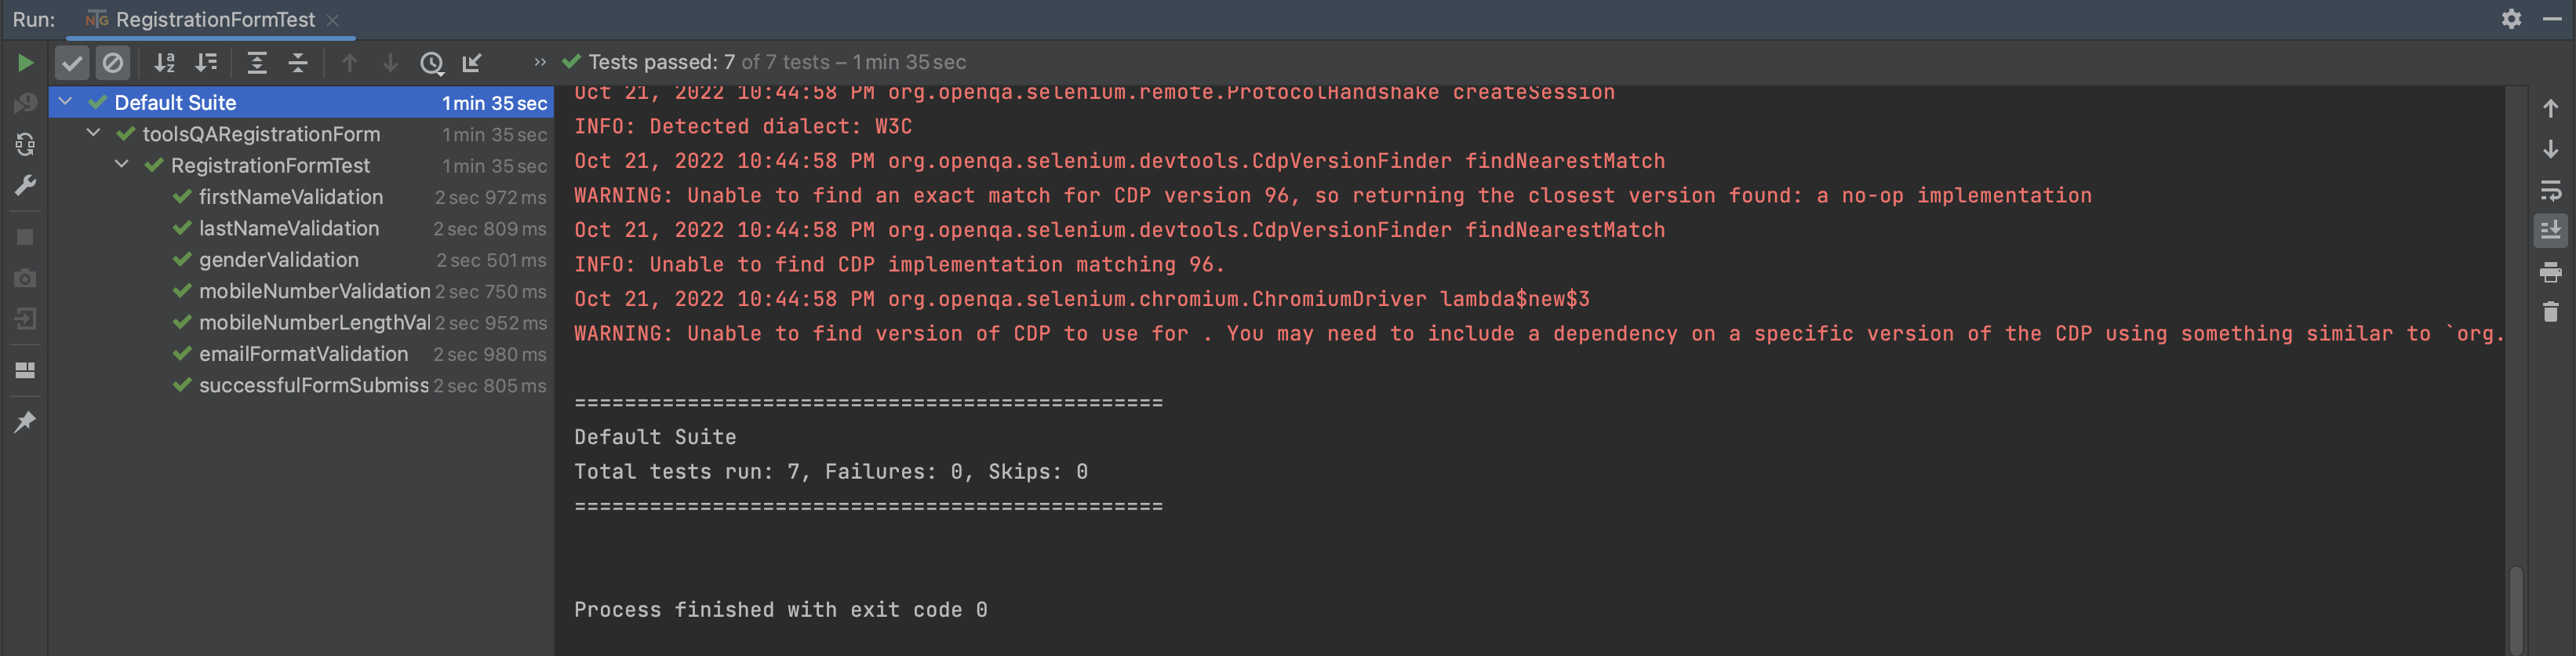 Run: RegistrationFormTest
Tests passed: 7 of 7 tests – 1 min 35 sec
Default Suite 1 min 35 sec
toolsQARegistrationForm 1 min 35 sec
RegistrationFormTest 1 min 35 sec
firstNameValidation 2 sec 972 ms
lastNameValidation 2 sec 809 ms
genderValidation 2 sec 501 ms
mobileNumberValidation 2 sec 750 ms
mobileNumberLengthVal 2 sec 952 ms
emailFormatValidation 2 sec 980 ms
successfulFormSubmiss 2 sec 805 ms
Oct 21, 2022 10:44:58 PM org.openqa.selenium.remote.ProtocolHandshake createSession
INFO: Detected dialect: W3C
Oct 21, 2022 10:44:58 PM org.openqa.selenium.devtools.CdpVersionFinder findNearestMatch
WARNING: Unable to find an exact match for CDP version 96, so returning the closest version found: a no-op implementation
Oct 21, 2022 10:44:58 PM org.openqa.selenium.devtools.CdpVersionFinder findNearestMatch
INFO: Unable to find CDP implementation matching 96.
Oct 21, 2022 10:44:58 PM org.openqa.selenium.chromium.ChromiumDriver lambda$new$3
WARNING: Unable to find version of CDP to use for . You may need to include a dependency on a specific version of the CDP using something similar to `org.
===============================================
Default Suite
Total tests run: 7, Failures: 0, Skips: 0
===============================================
Process finished with exit code 0